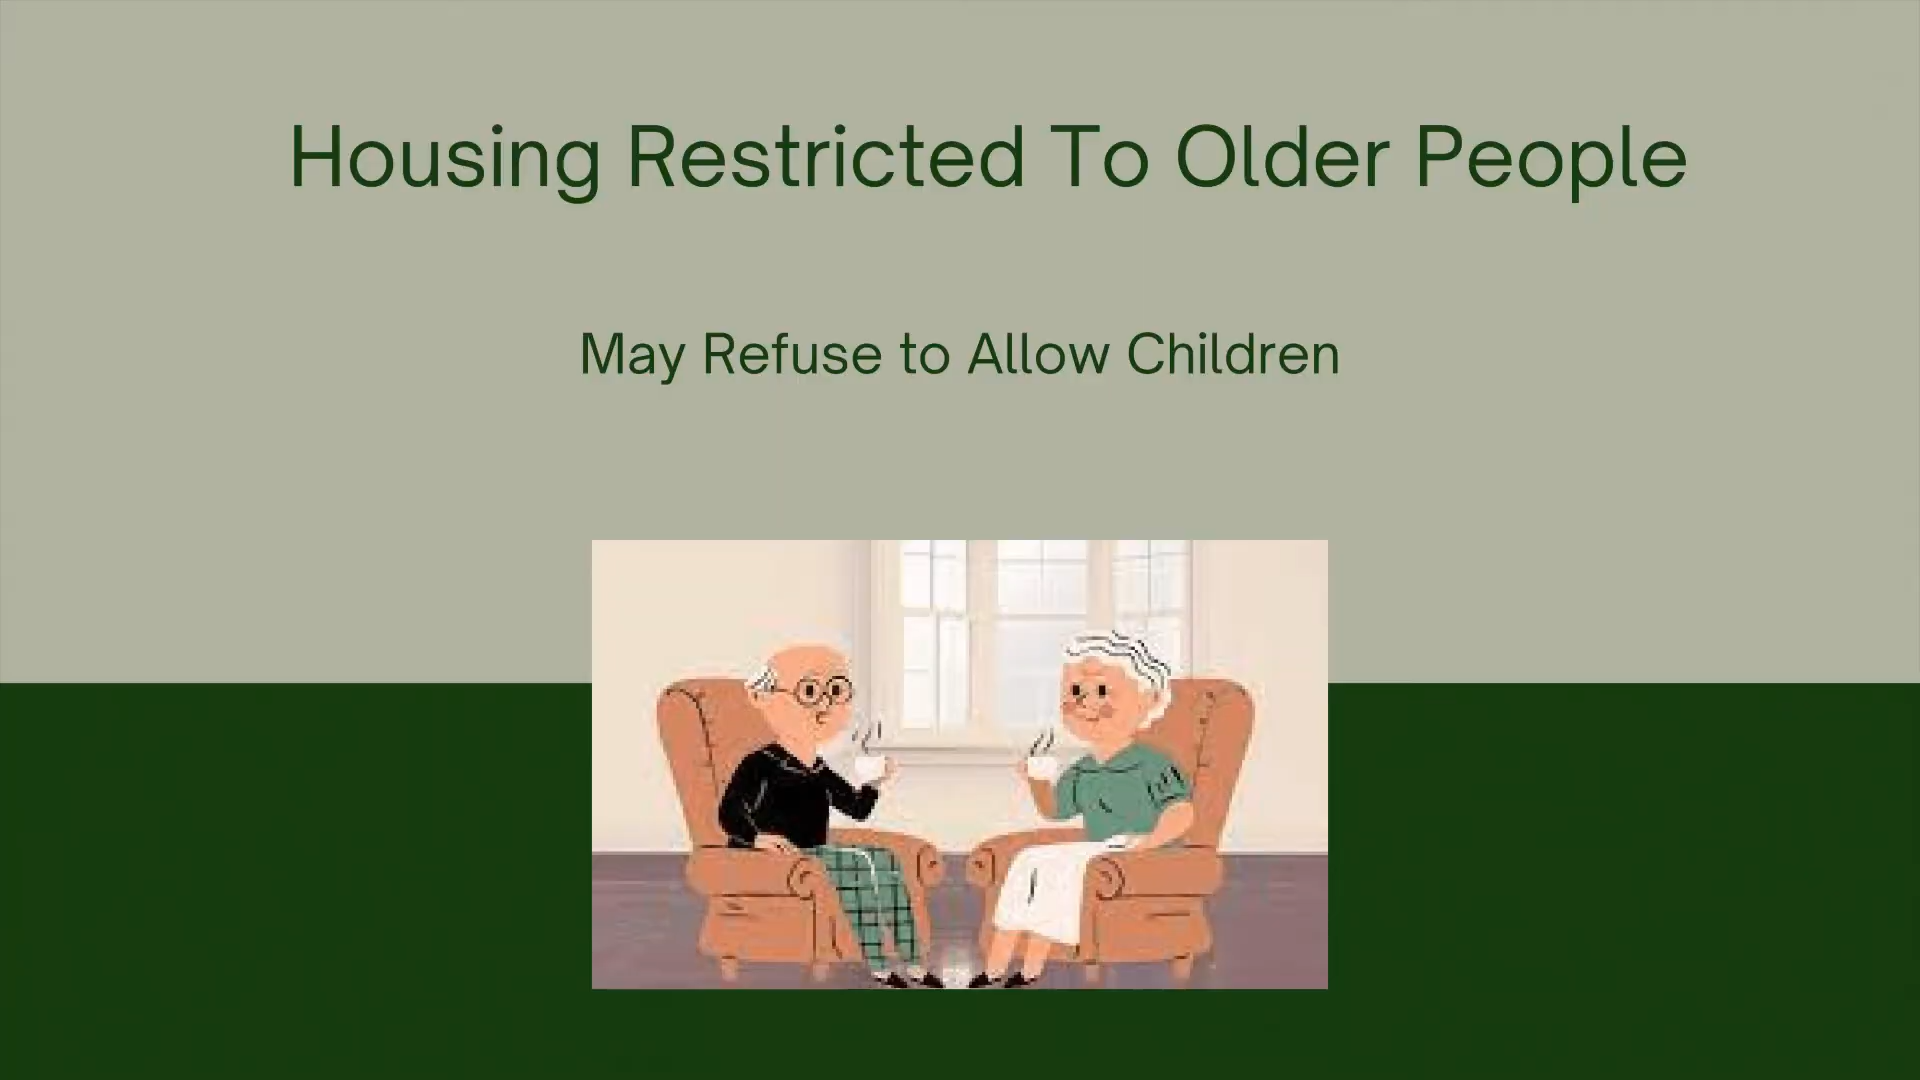 Housing Restricted To Older People
May Refuse to Allow Children